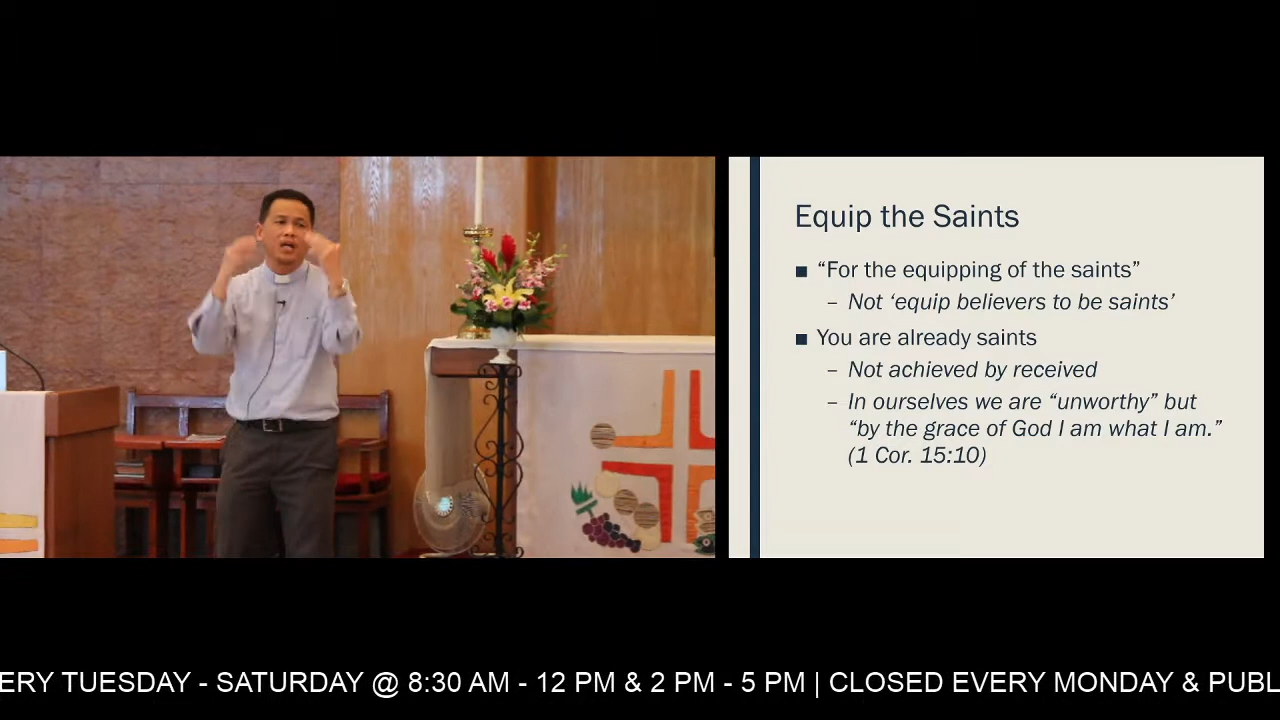 Equip the Saints
■ “For the equipping of the saints”
– Not ‘equip believers to be saints’
■ You are already saints
– Not achieved by received
– In ourselves we are “unworthy” but
“by the grace of God I am what I am.”
(1 Cor. 15:10)
ERY TUESDAY - SATURDAY @ 8:30 AM - 12 PM & 2 PM - 5 PM | CLOSED EVERY MONDAY & PUBL